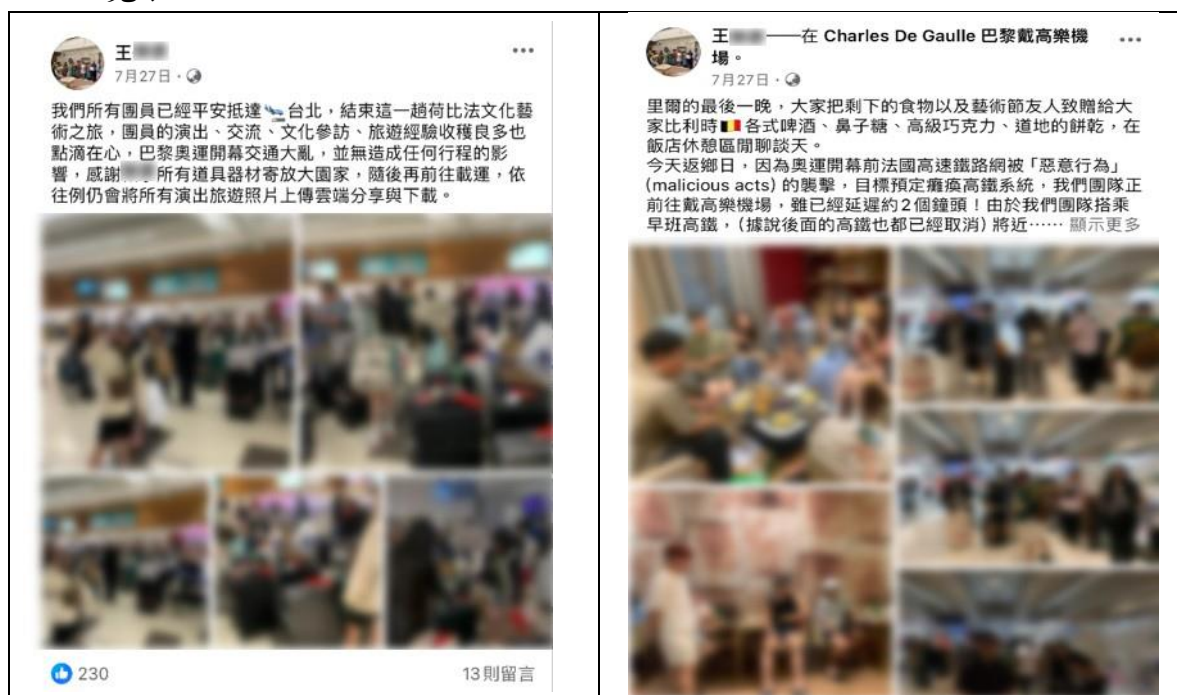 王
7月27日
我們所有團員已經平安抵達 台北，結束這一趟荷比法文化藝
術之旅，團員的演出、交流、文化參訪、旅遊經驗收穫良多也
點滴在心，巴黎奧運開幕交通大亂，並無造成任何行程的影
響，感謝 所有道具器材寄放大園家，隨後再前往載運，依
往例仍會將所有演出旅遊照片上傳雲端分享與下載。
230
13則留言
王 ——在 Charles De Gaulle 巴黎戴高樂機
場。
7月27日
里爾的最後一晚，大家把剩下的食物以及藝術節友人致贈給大
家比利時🇧🇪各式啤酒、鼻子糖、高級巧克力、道地的餅乾，在
飯店休憩區閒聊談天。
今天返鄉日，因為奧運開幕前法國高速鐵路網被「惡意行為」
(malicious acts) 的襲擊，目標預定癱瘓高鐵系統，我們團隊正
前往戴高樂機場，雖已經延遲約2個鐘頭！由於我們團隊搭乘
早班高鐵，(據說後面的高鐵也都已經取消) 將近⋯⋯ 顯示更多